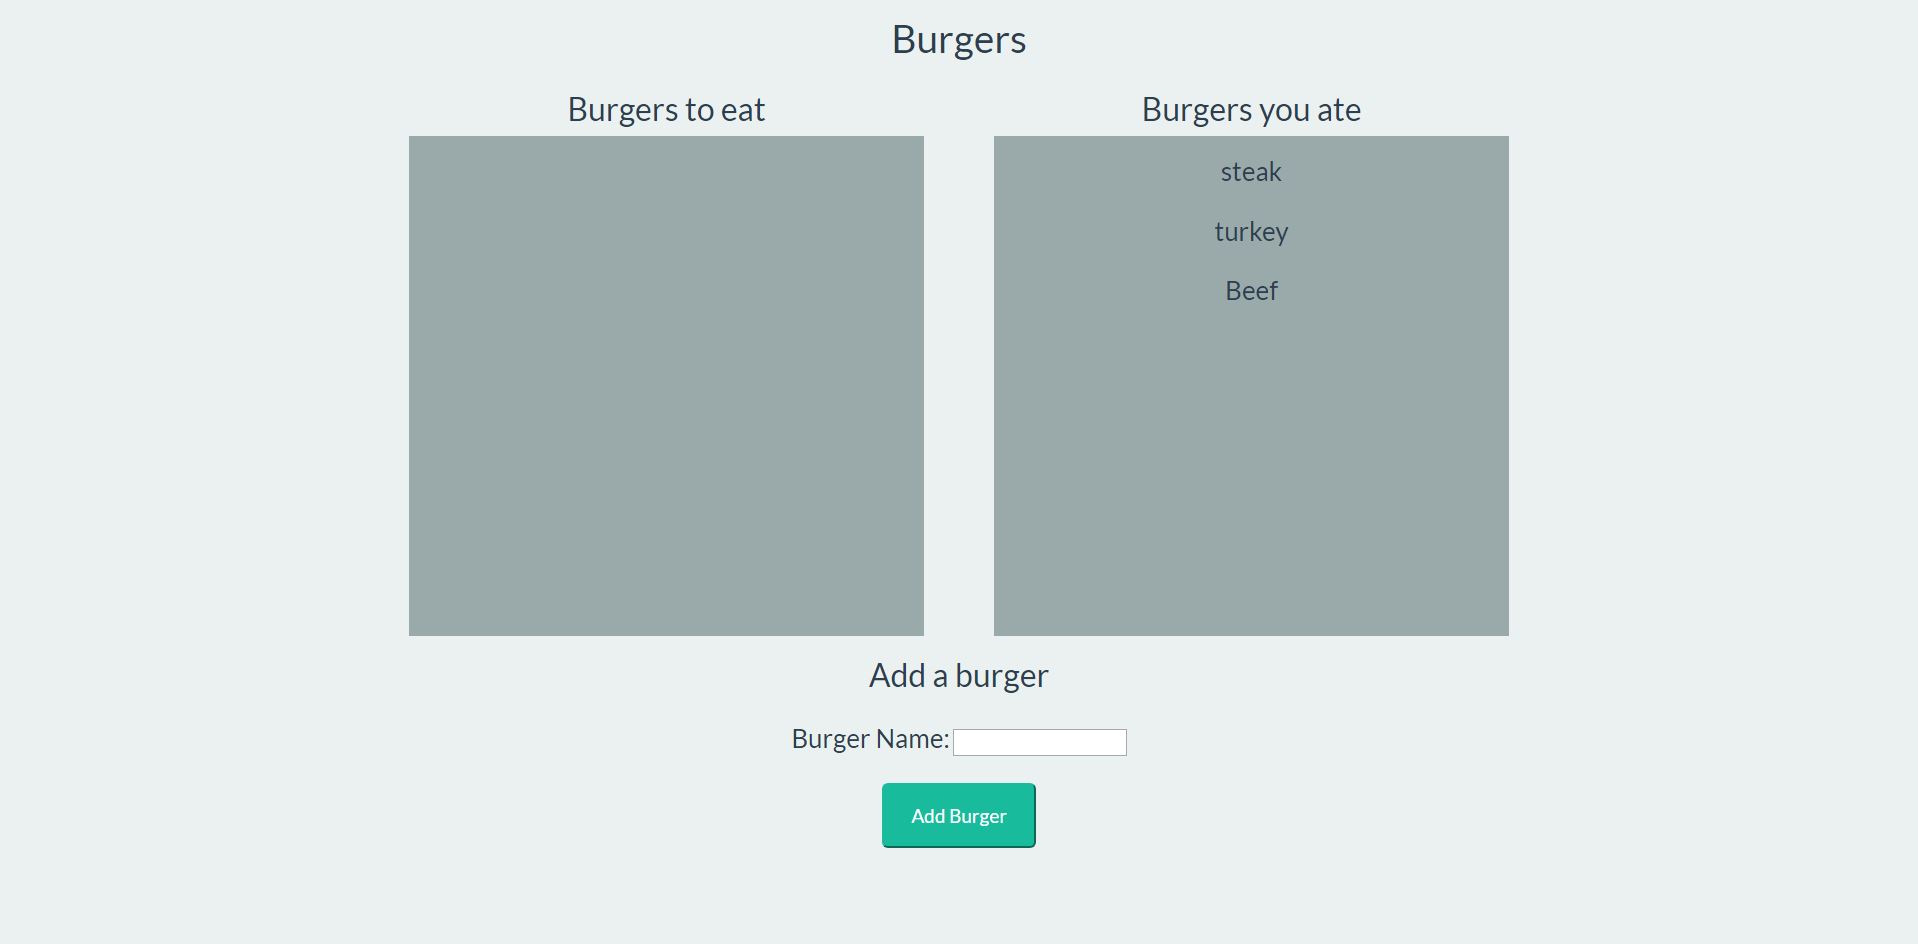 Burgers
Burgers to eat
Burgers you ate
steak
turkey
Beef
Add a burger
Burger Name:
Add Burger